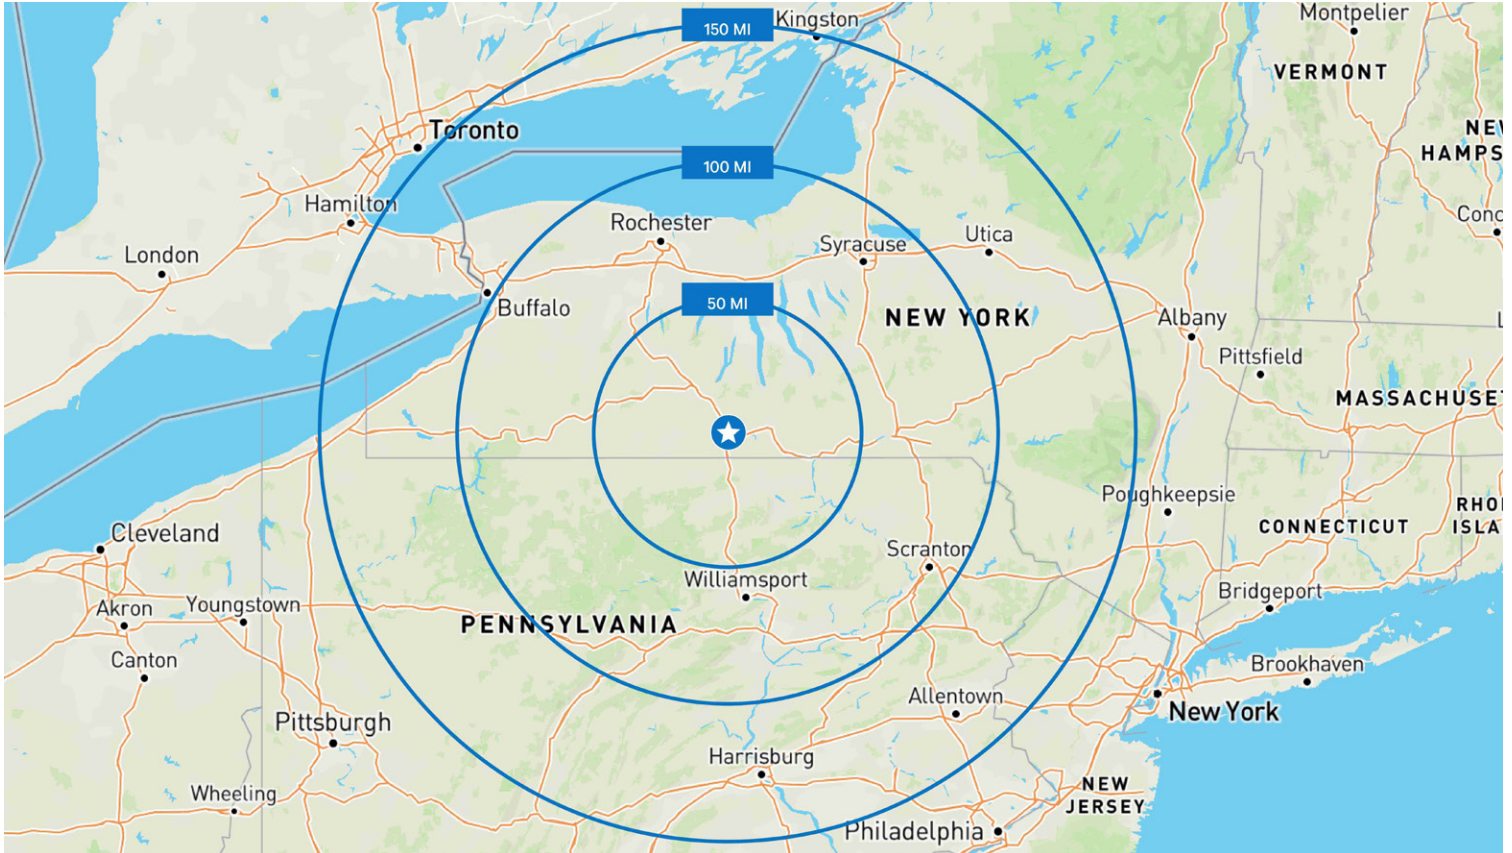 150 MI
Kingston
Montpelier
VERMONT
Toronto
NEW
HAMPS
100 MI
Hamilton
Rochester
Syracuse
Utica
Conc
London
50 MI
Buffalo
NEW YORK
Albany
Pittsfield
MASSACHUSET
Poughkeepsie
CONNECTICUT
RHO
ISLA
Cleveland
Scranton
Williamsport
Bridgeport
Akron
Youngstown
PENNSYLVANIA
Canton
Brookhaven
Allentown
New York
Pittsburgh
Harrisburg
Wheeling
NEW
JERSEY
Philadelphia